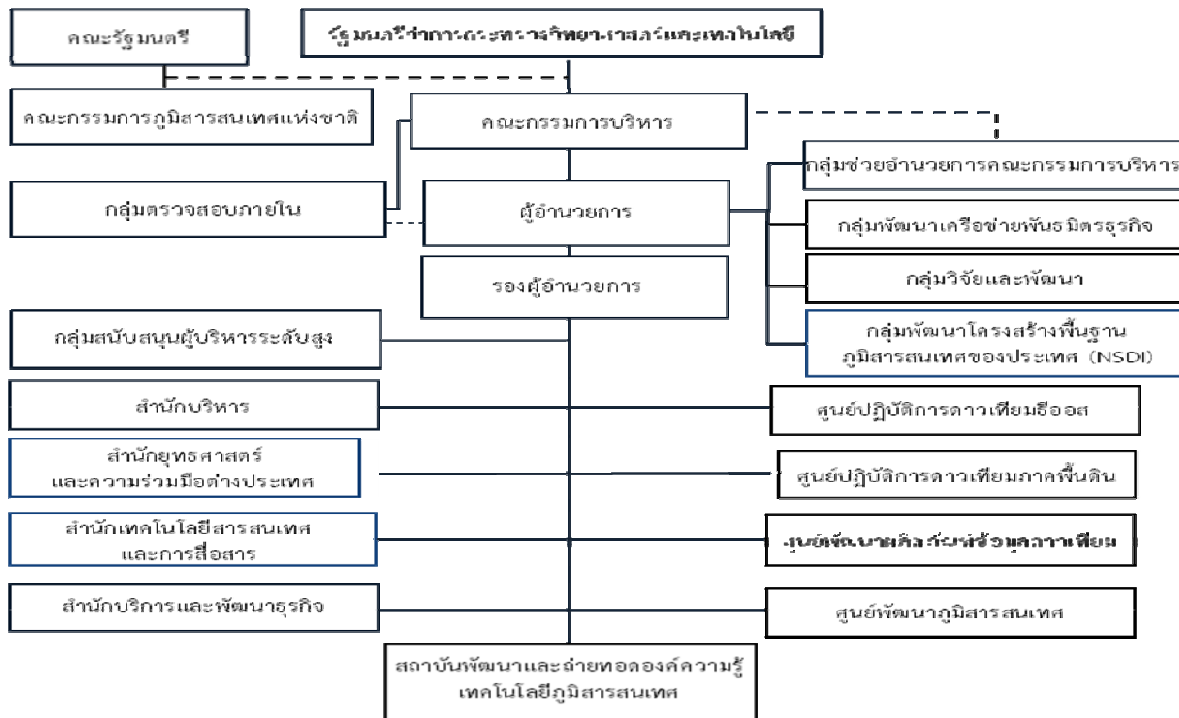 คณะรัฐมนตรี
รัฐมนตรีว่าการกระทรวงวิทยาศาสตร์และเทคโนโลยี
คณะกรรมการภูมิสารสนเทศแห่งชาติ
คณะกรรมการบริหาร
กลุ่มช่วยอำนวยการคณะกรรมการบริหาร
กลุ่มตรวจสอบภายใน
ผู้อำนวยการ
กลุ่มพัฒนาเครือข่ายพันธมิตรธุรกิจ
รองผู้อำนวยการ
กลุ่มวิจัยและพัฒนา
กลุ่มสนับสนุนผู้บริหารระดับสูง
กลุ่มพัฒนาโครงสร้างพื้นฐาน
ภูมิสารสนเทศของประเทศ (NSDI)
สำนักบริหาร
ศูนย์ปฏิบัติการดาวเทียมธีออส
สำนักยุทธศาสตร์
และความร่วมมือต่างประเทศ
ศูนย์ปฏิบัติการดาวเทียมภาคพื้นดิน
สำนักเทคโนโลยีสารสนเทศ
และการสื่อสาร
ศูนย์พัฒนาผลิตภัณฑ์ข้อมูลดาวเทียม
สำนักบริการและพัฒนาธุรกิจ
ศูนย์พัฒนาภูมิสารสนเทศ
สถาบันพัฒนาและถ่ายทอดองค์ความรู้
เทคโนโลยีภูมิสารสนเทศ